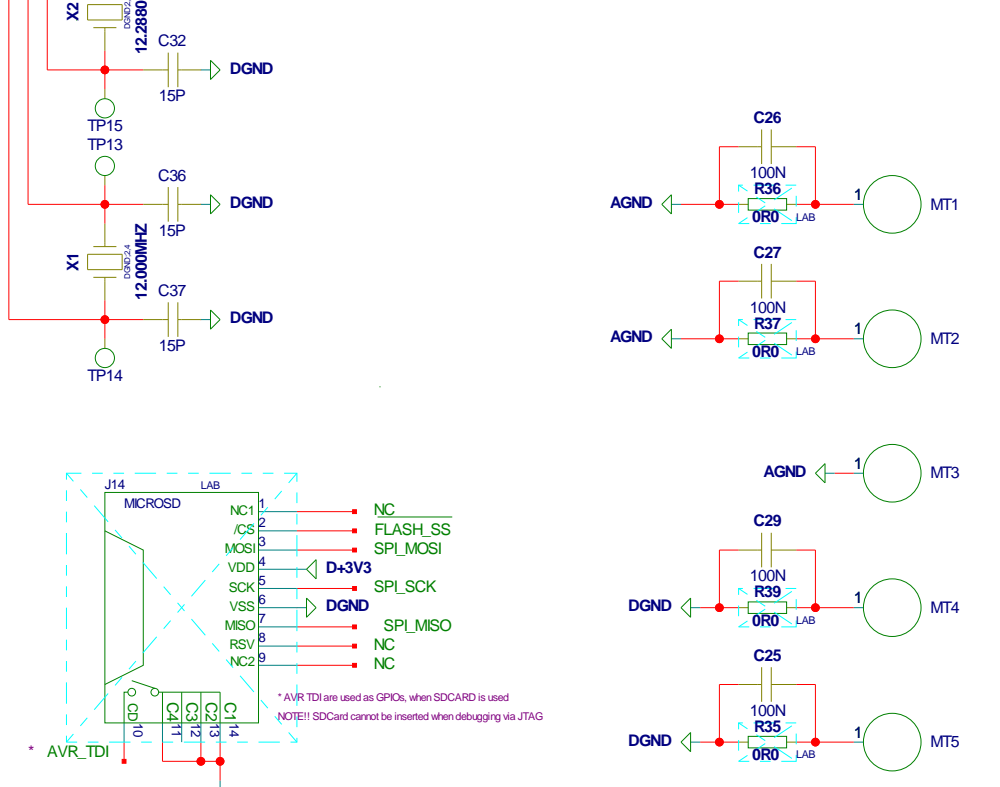 X2
DGND:2,
12.2880
C32
DGND
15P
TP15
TP13
C36
DGND
15P
X1
DGND:2,4
12.000MHZ
C37
DGND
15P
TP14
C26
100N
R36
AGND
0R0
LAB
1
MT1
C27
100N
R37
AGND
0R0
LAB
1
MT2
AGND
1
MT3
C29
100N
R39
DGND
0R0
LAB
1
MT4
C25
100N
R35
DGND
0R0
LAB
1
MT5
J14
LAB
MICROSD
NC1 1 NC
/CS 2 FLASH_SS
MOSI 3 SPI_MOSI
VDD 4 D+3V3
SCK 5 SPI_SCK
VSS 6 DGND
MISO 7 SPI_MISO
RSV 8 NC
NC2 9 NC
CD C4 C3 C2 C1
10 11 12 13 14
* AVR_TDI
* AVR TDI are used as GPIOs, when SDCARD is used
NOTE!! SDCard cannot be inserted when debugging via JTAG